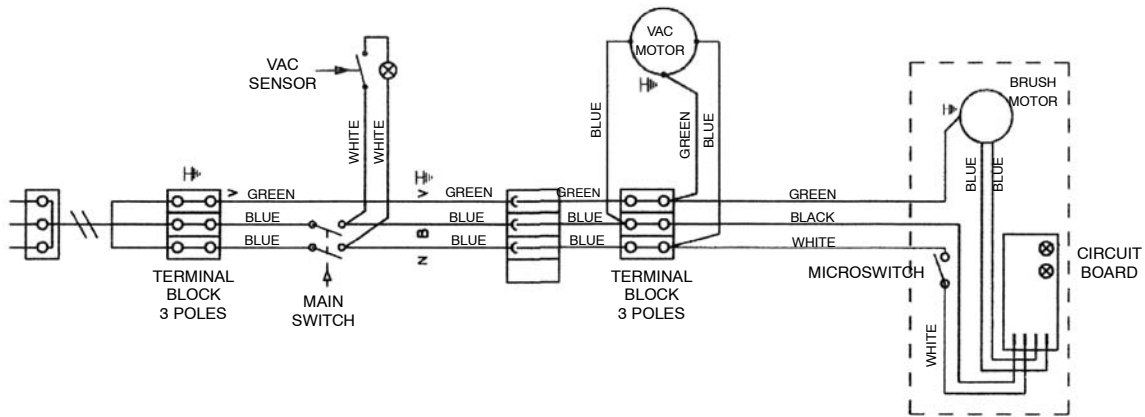 VAC
SENSOR
WHITE
WHITE
VAC
MOTOR
BLUE
GREEN
BLUE
BRUSH
MOTOR
BLUE
BLUE
V
GREEN
V
GREEN
GREEN
GREEN
BLUE
B
BLUE
BLUE
BLACK
BLUE
N
BLUE
BLUE
WHITE
TERMINAL
BLOCK
3 POLES
MAIN
SWITCH
TERMINAL
BLOCK
3 POLES
MICROSWITCH
WHITE
CIRCUIT
BOARD